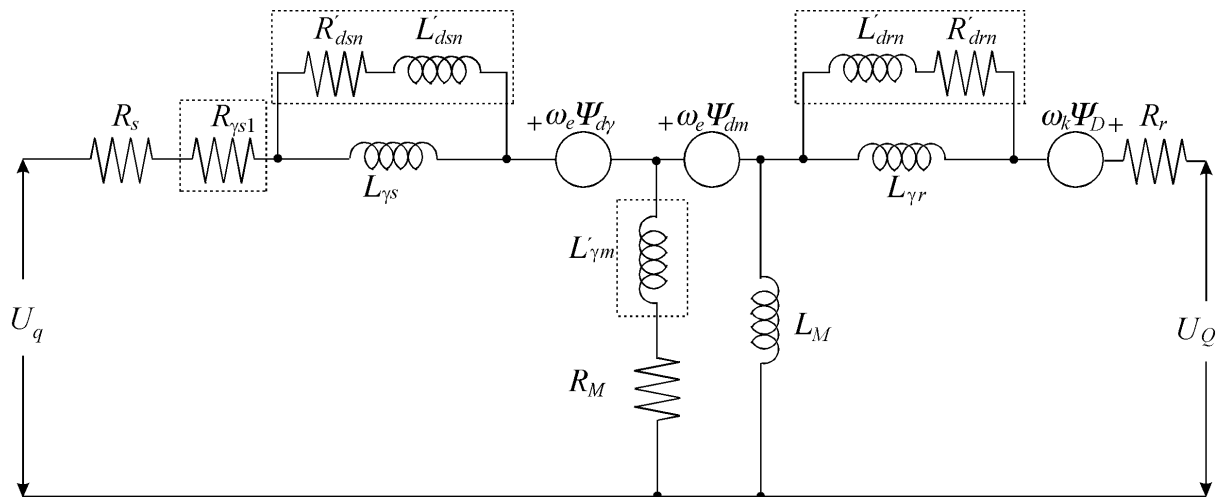 R'dsn L'dsn
L'drn R'drn
Rs
Rγs1
Lγs
+ ωeΨdγ
+ ωeΨdm
Lγr
ωkΨD +
Rr
L'γm
Uq
RM
LM
UQ